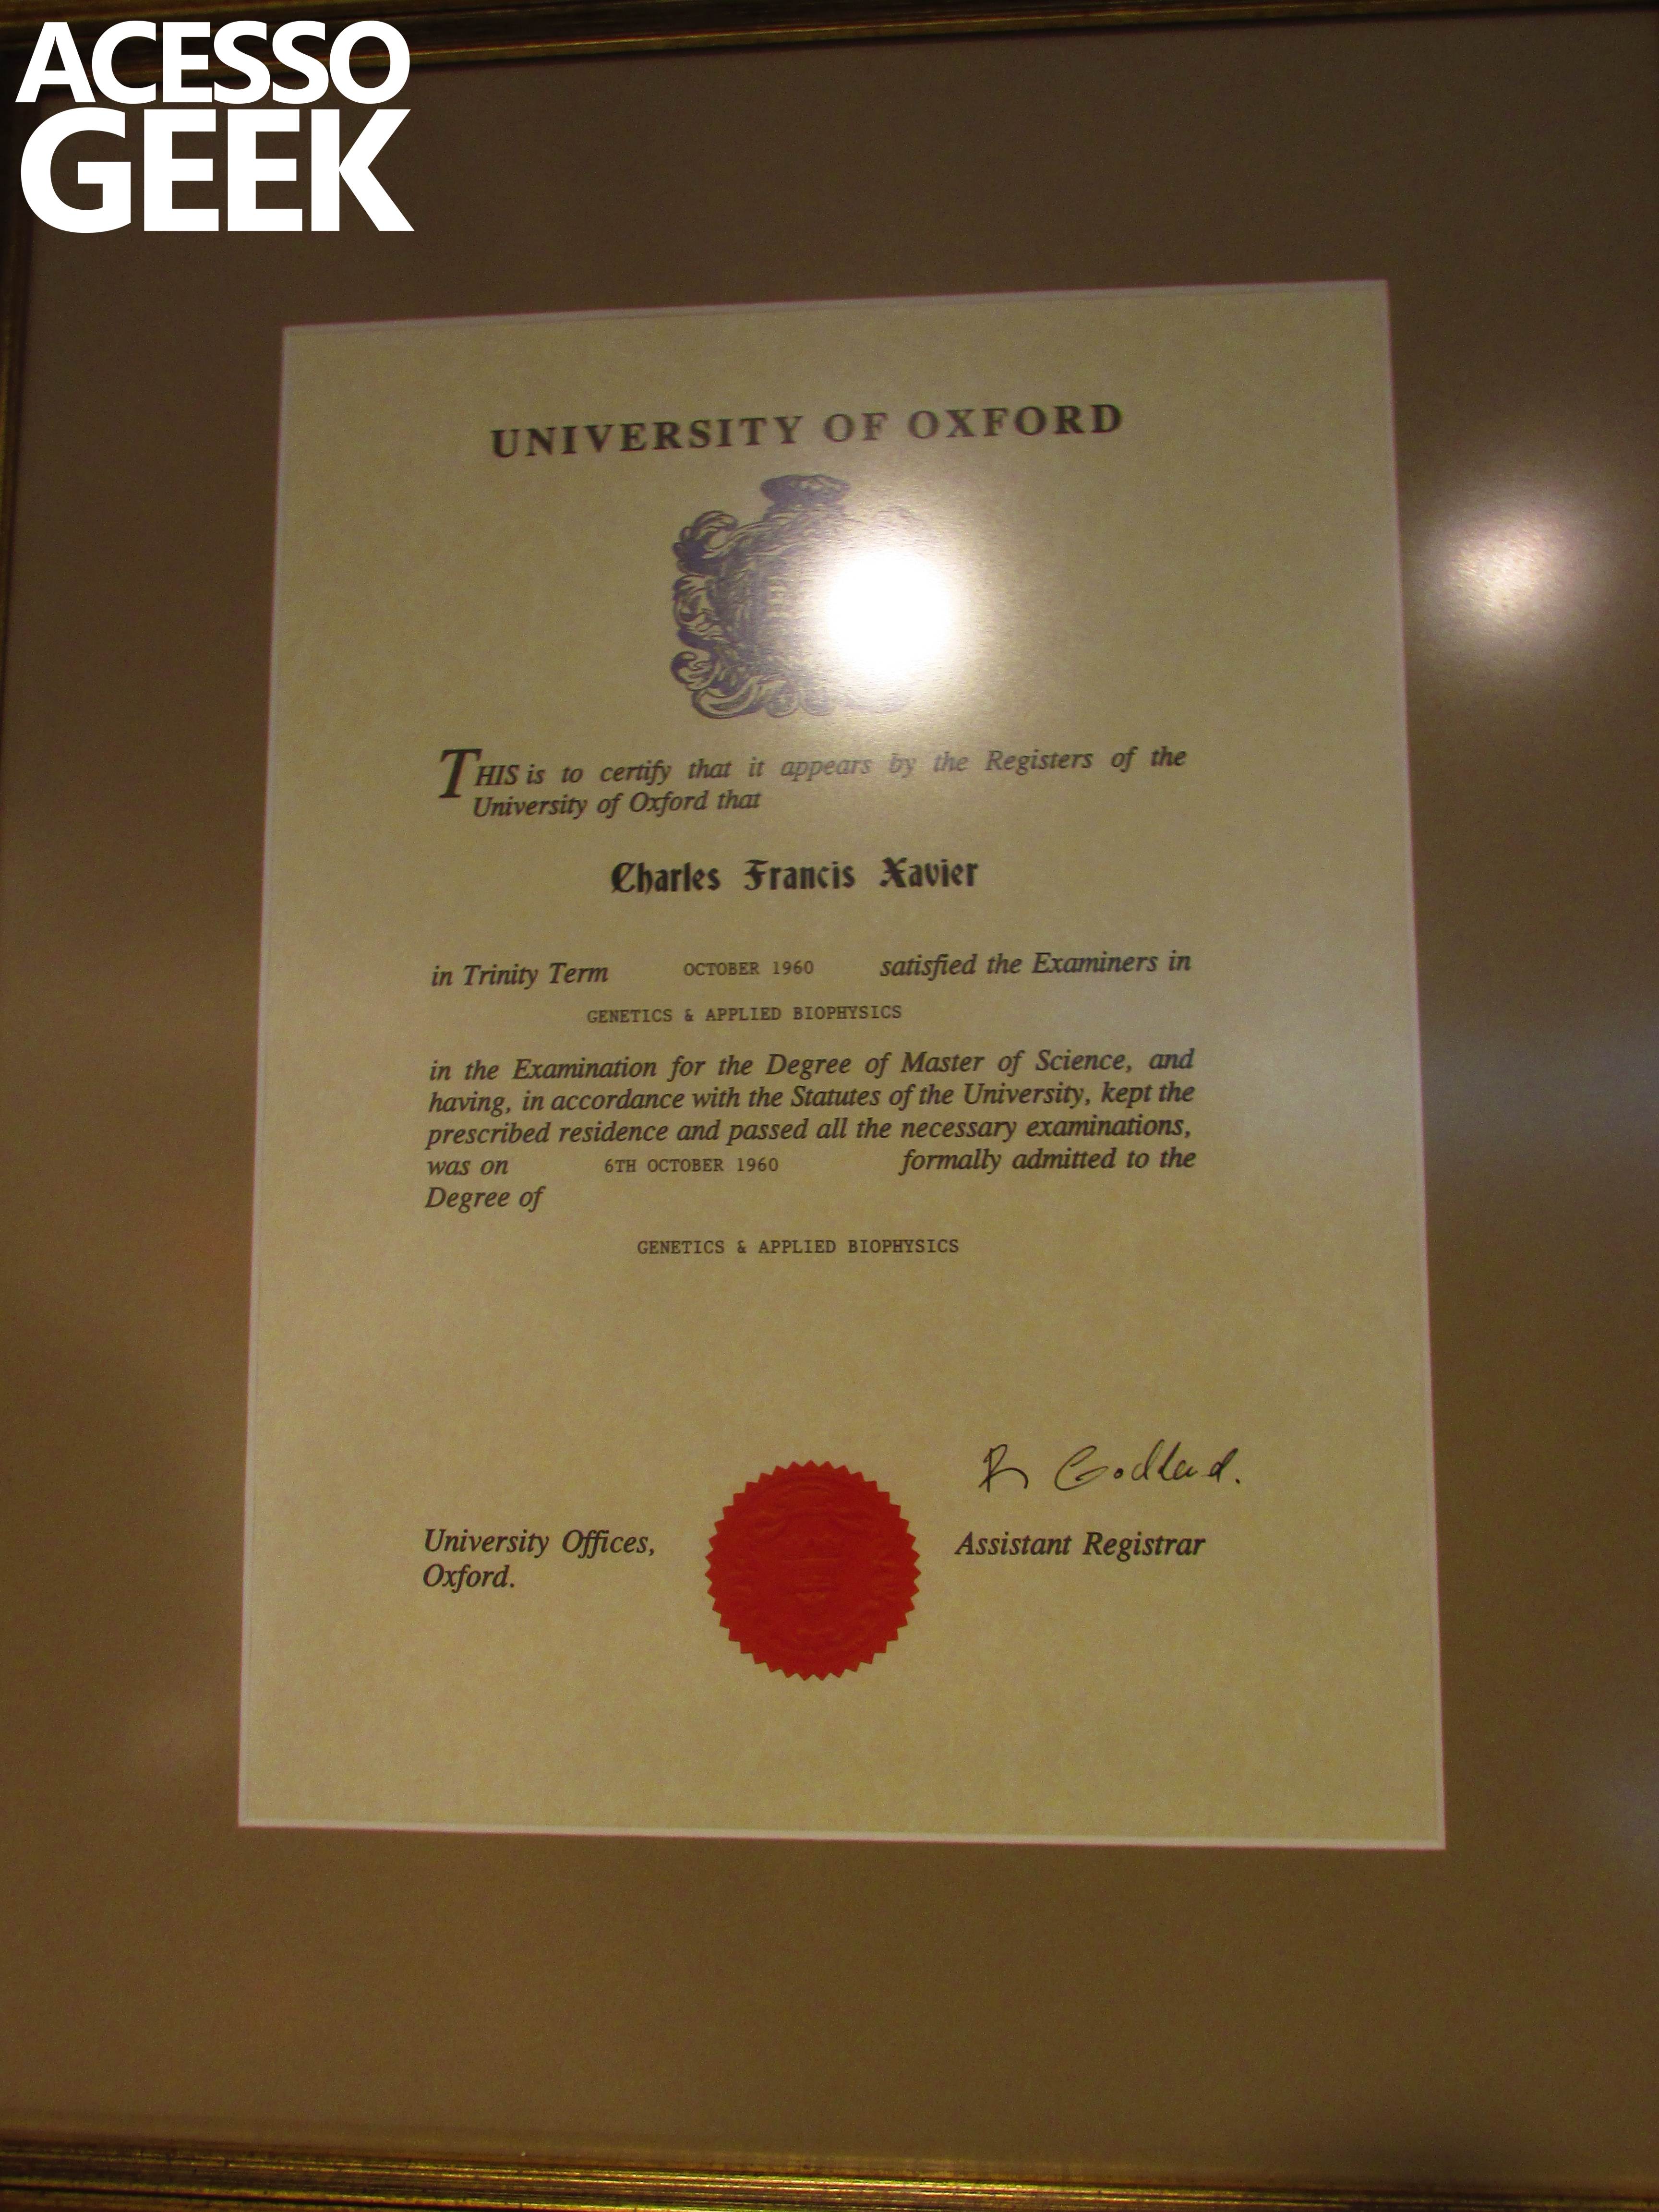 ACESSO
GEEK
UNIVERSITY OF OXFORD
THIS is to certify that it appears by the Registers of the
University of Oxford that
Charles Francis Xavier
in Trinity Term OCTOBER 1960 satisfied the Examiners in
GENETICS & APPLIED BIOPHYSICS
in the Examination for the Degree of Master of Science, and
having, in accordance with the Statutes of the University, kept the
prescribed residence and passed all the necessary examinations,
was on 6TH OCTOBER 1960 formally admitted to the
Degree of
GENETICS & APPLIED BIOPHYSICS
University Offices,
Oxford.
Assistant Registrar